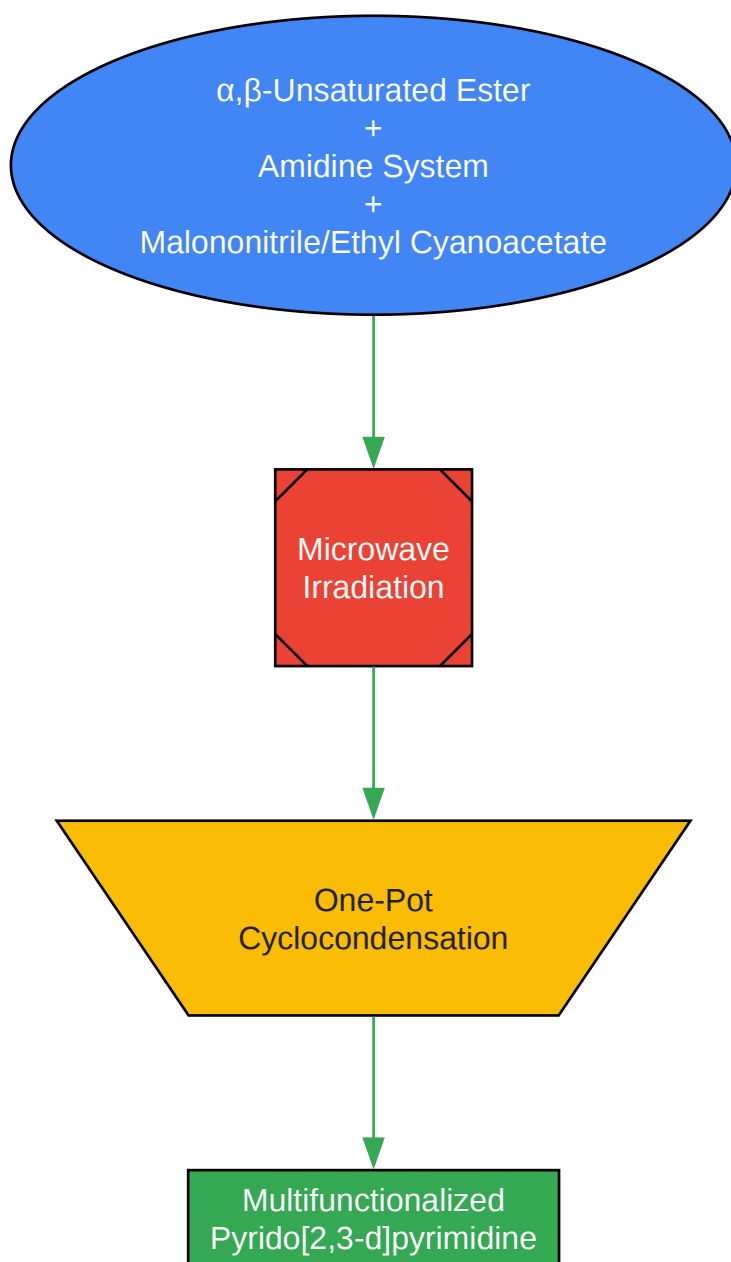 α,β-Unsaturated Ester
+
Amidine System
+
Malononitrile/Ethyl Cyanoacetate
Microwave
Irradiation
One-Pot
Cyclocondensation
Multifunctionalized
Pyrido[2,3-d]pyrimidine